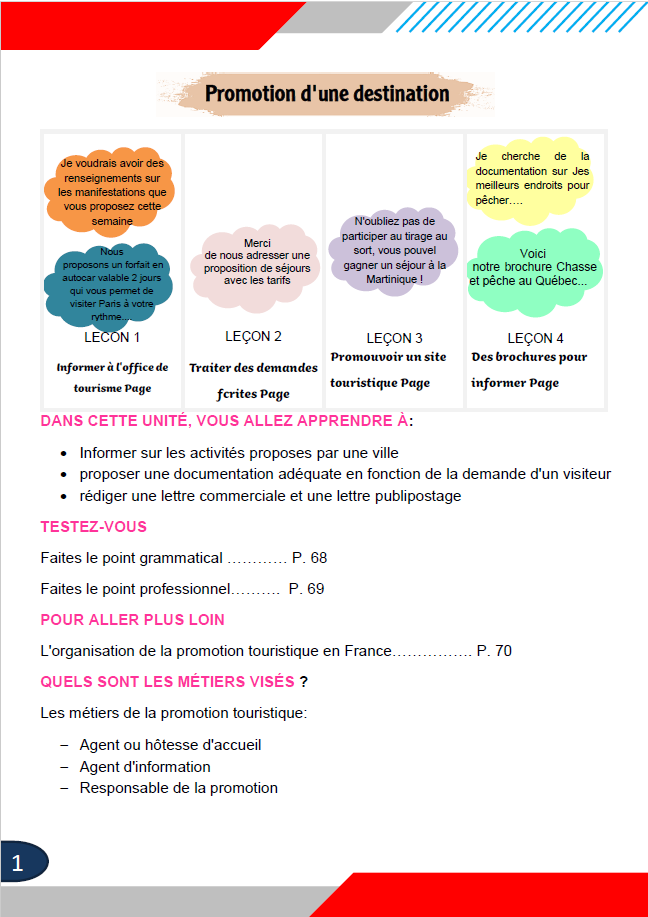 Promotion d'une destination
Je voudrais avoir des
renseignements sur
les manifestations que
vous proposez cette
semaine
Nous
proposons un forfait en
autocar valable 2 jours
qui vous permet de
visiter Paris à votre
rythme...
LECON 1
Informer à l'office de
tourisme Page
Merci
de nous adresser une
proposition de séjours
avec les tarifs
LEÇON 2
Traiter des demandes
fcrites Page
N'oubliez pas de
participer au tirage au
sort, vous pouvel
gagner un séjour à la
Martinique !
LEÇON 3
Promouvoir un site
touristique Page
Je cherche de la
documentation sur Jes
meilleurs endroits pour
pêcher….
Voici
notre brochure Chasse
et pêche au Québec...
LEÇON 4
Des brochures pour
informer Page
DANS CETTE UNITÉ, VOUS ALLEZ APPRENDRE À:
• Informer sur les activités proposes par une ville
• proposer une documentation adéquate en fonction de la demande d'un visiteur
• rédiger une lettre commerciale et une lettre publipostage
TESTEZ-VOUS
Faites le point grammatical ………… P. 68
Faites le point professionnel………. P. 69
POUR ALLER PLUS LOIN
L'organisation de la promotion touristique en France……………. P. 70
QUELS SONT LES MÉTIERS VISÉS ?
Les métiers de la promotion touristique:
– Agent ou hôtesse d'accueil
– Agent d'information
– Responsable de la promotion
1